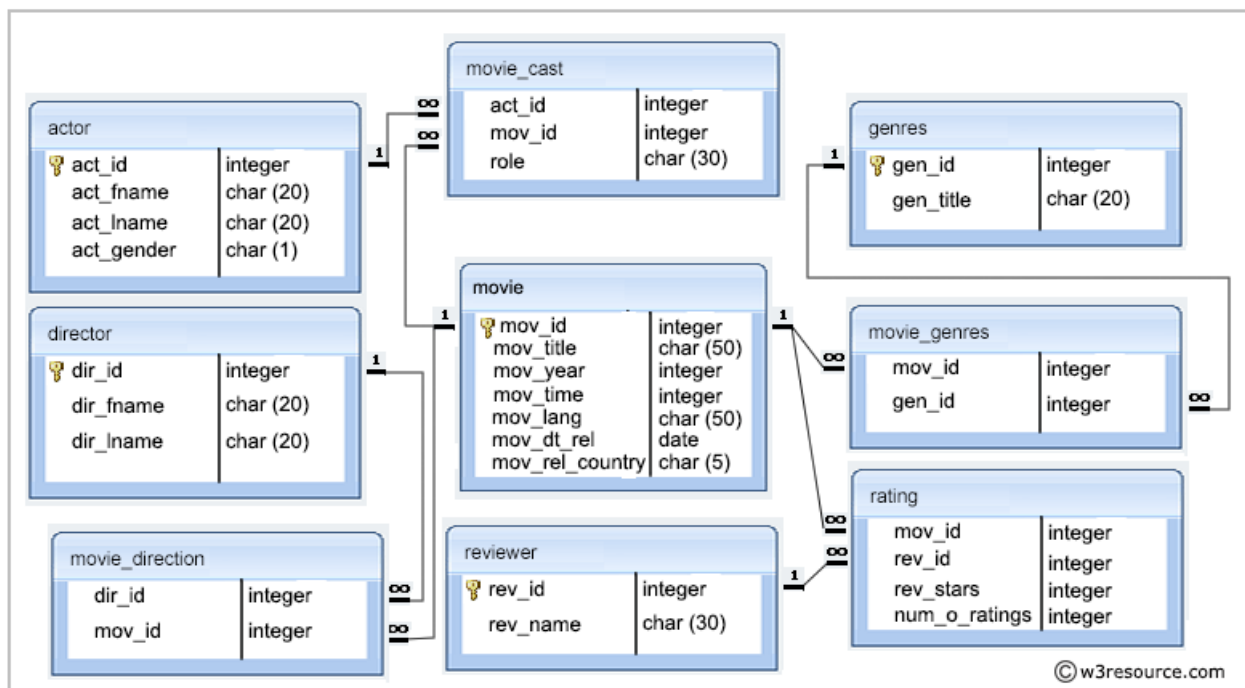 movie_cast
act_id integer
mov_id integer
role char (30)
actor
act_id integer
act_fname char (20)
act_lname char (20)
act_gender char (1)
genres
gen_id integer
gen_title char (20)
movie
mov_id integer
mov_title char (50)
mov_year integer
mov_time integer
mov_lang char (50)
mov_dt_rel date
mov_rel_country char (5)
director
dir_id integer
dir_fname char (20)
dir_lname char (20)
movie_genres
mov_id integer
gen_id integer
rating
mov_id integer
rev_id integer
rev_stars integer
num_o_ratings integer
movie_direction
dir_id integer
mov_id integer
reviewer
rev_id integer
rev_name char (30)
1 ∞
∞
1
1
1
1
∞
∞
∞
∞
∞
1
∞
© w3resource.com